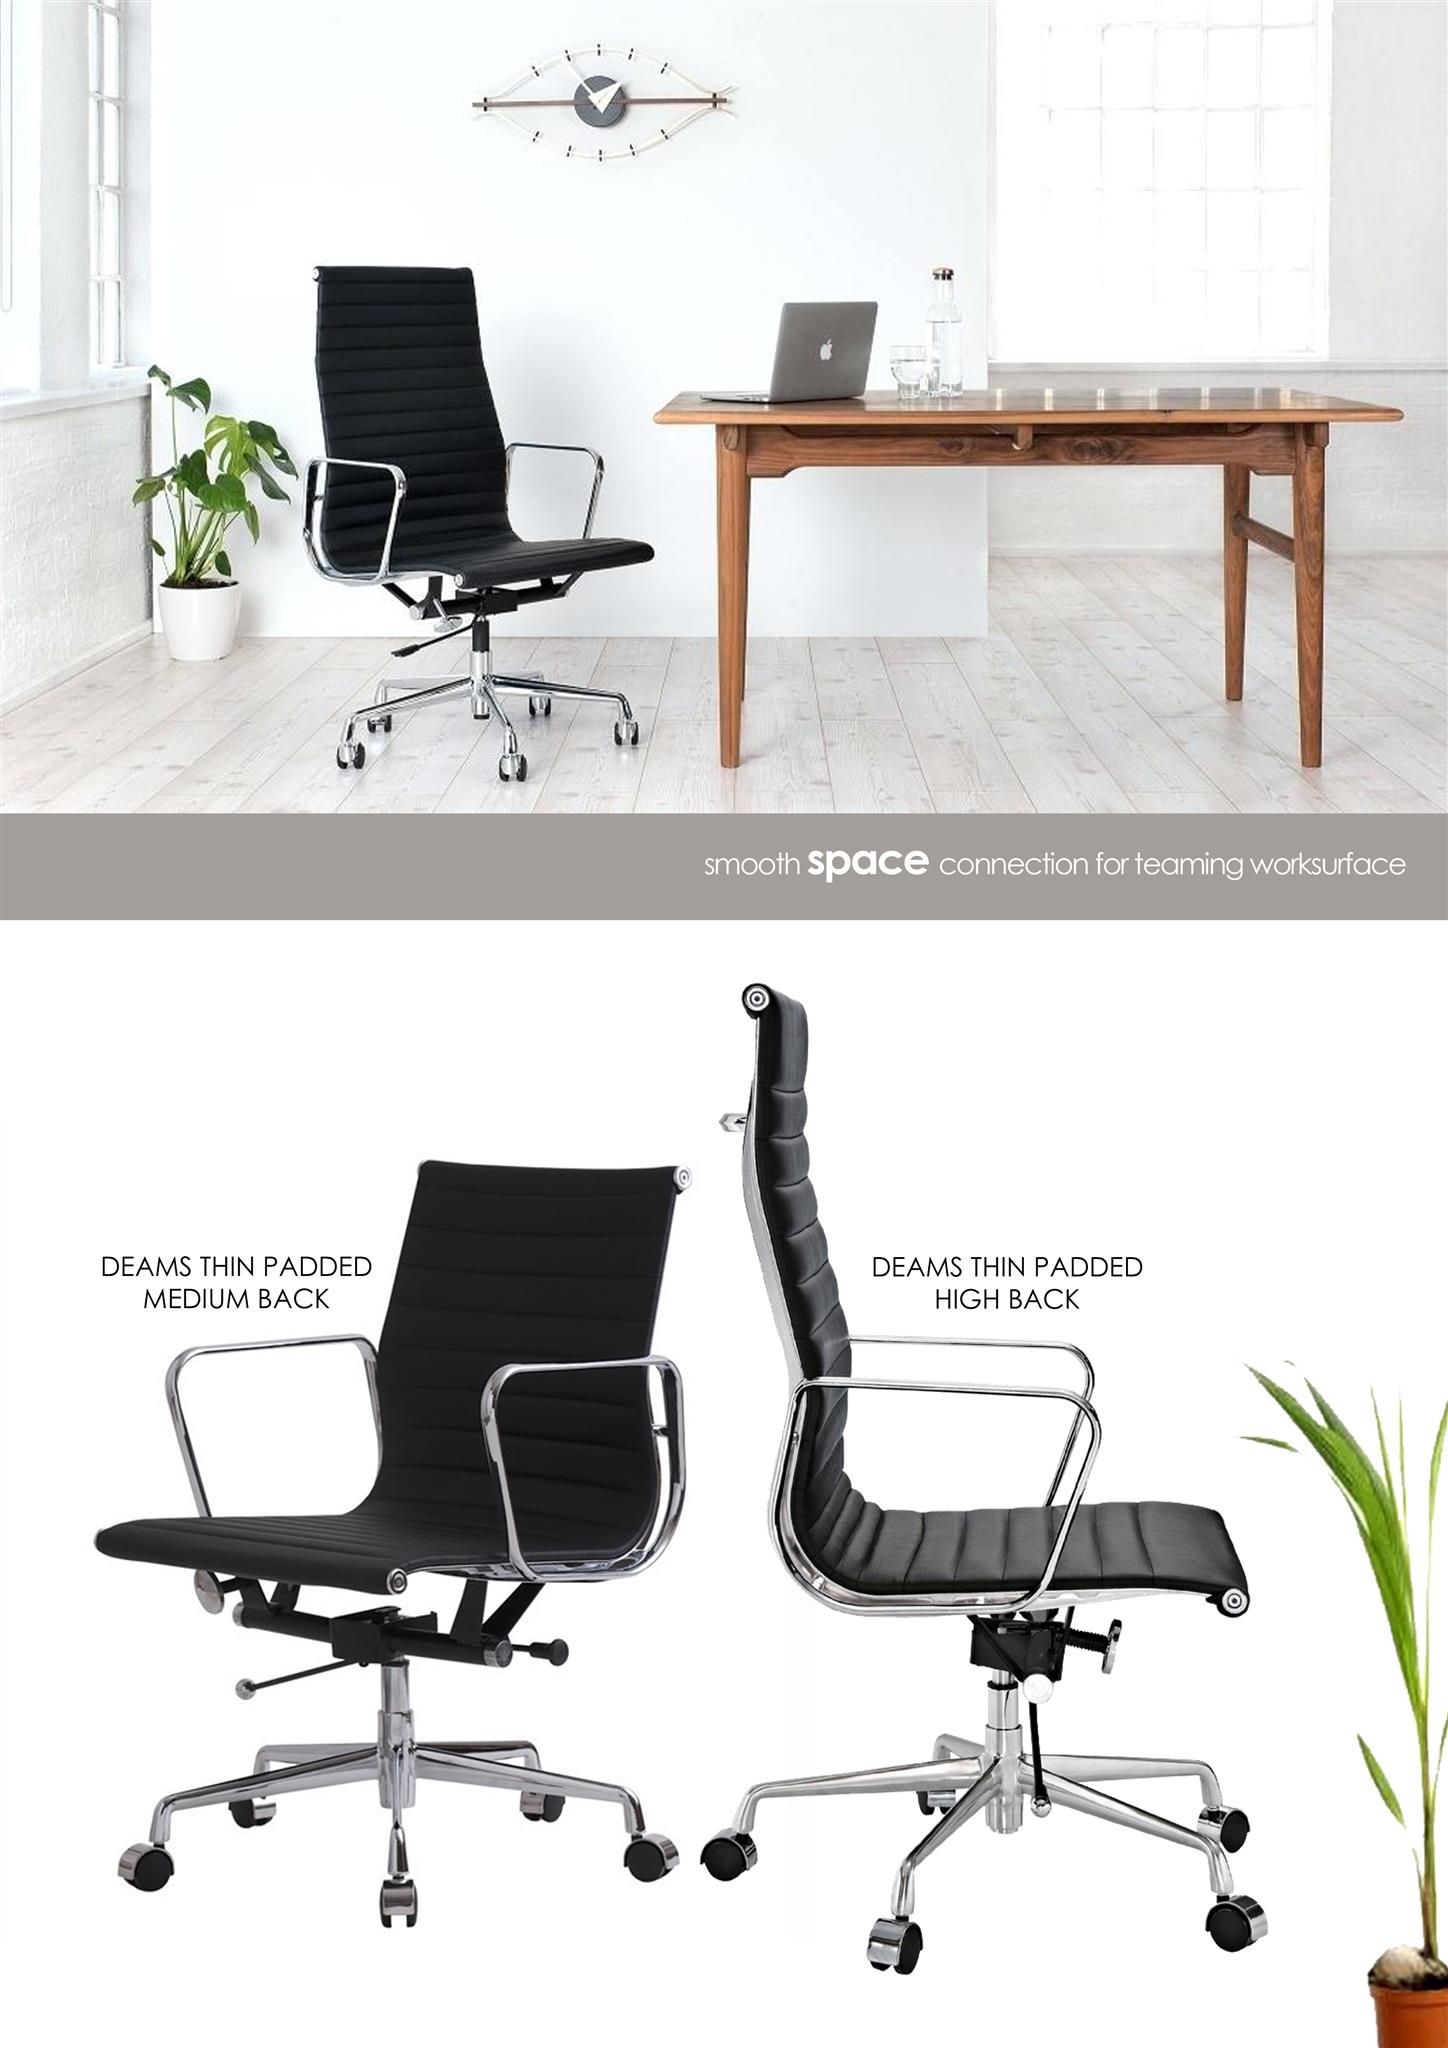 smooth space connection for teaming worksurface
DEAMS THIN PADDED
MEDIUM BACK
DEAMS THIN PADDED
HIGH BACK